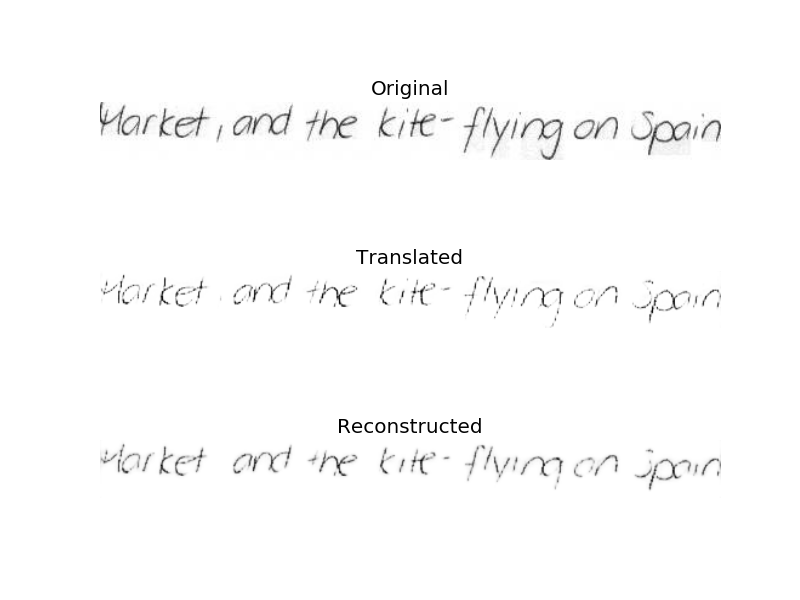 Original
Market, and the kite- flying on Spain
Translated
Market, and the kite- flying on Spain
Reconstructed
Market and the kite- flying on Spain